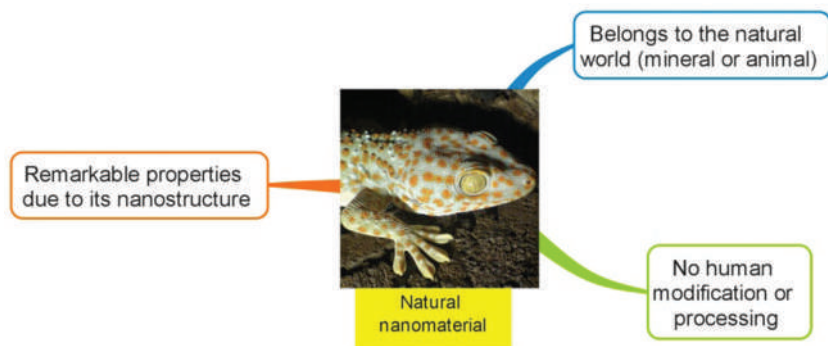 Belongs to the natural
world (mineral or animal)
Remarkable properties
due to its nanostructure
No human
modification or
processing
Natural
nanomaterial